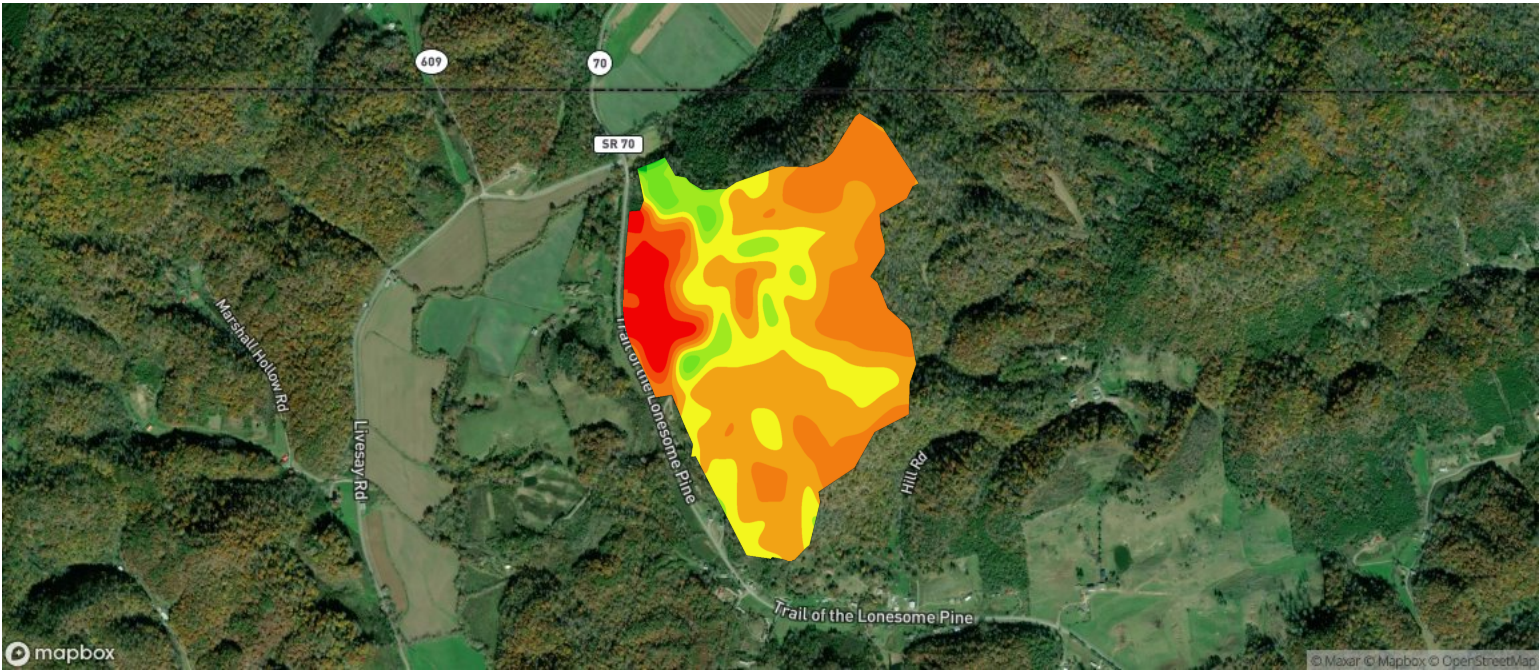 609
70
SR 70
Marshall Hollow Rd
Livesay Rd
Trail of the Lonesome Pine
Hill Rd
Trail of the Lonesome Pine
mapbox
© Maxar © Mapbox © OpenStreetMap